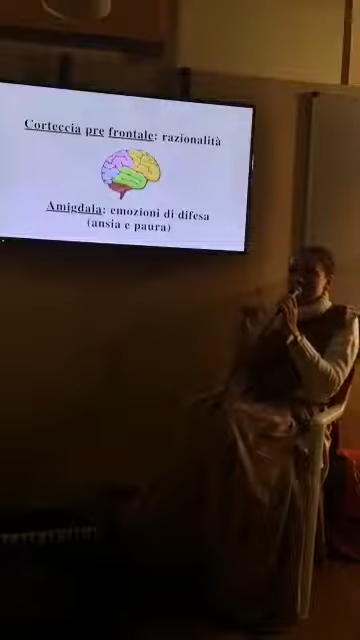 Corteccia pre frontale: razionalità
Amigdala: emozioni di difesa
(ansia e paura)